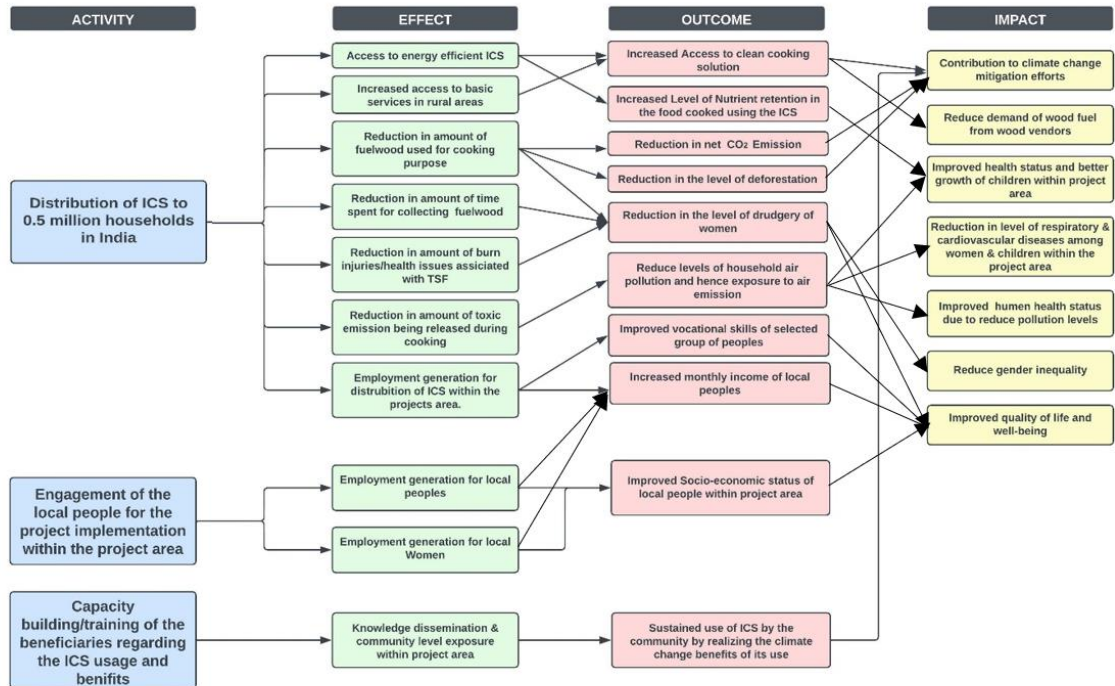 ACTIVITY
EFFECT
OUTCOME
IMPACT
Distribution of ICS to
0.5 million households
in India
Engagement of the
local people for the
project implementation
within the project area
Capacity
building/training of the
beneficiaries regarding
the ICS usage and
benifits
Access to energy efficient ICS
Increased access to basic
services in rural areas
Reduction in amount of
fuelwood used for cooking
purpose
Reduction in amount of time
spent for collecting fuelwood
Reduction in amount of burn
injuries/health issues assiciated
with TSF
Reduction in amount of toxic
emission being released during
cooking
Employment generation for
distrubition of ICS within the
projects area.
Employment generation for local
peoples
Employment generation for local
Women
Knowledge dissemination &
community level exposure
within project area
Increased Access to clean cooking
solution
Increased Level of Nutrient retention in
the food cooked using the ICS
Reduction in net CO₂ Emission
Reduction in the level of deforestation
Reduction in the level of drudgery of
women
Reduce levels of household air
pollution and hence exposure to air
emission
Improved vocational skills of selected
group of peoples
Increased monthly income of local
peoples
Improved Socio-economic status of
local people within project area
Sustained use of ICS by the
community by realizing the climate
change benefits of its use
Contribution to climate change
mitigation efforts
Reduce demand of wood fuel
from wood vendors
Improved health status and better
growth of children within project
area
Reduction in level of respiratory &
cardiovascular diseases among
women & children within the
project area
Improved human health status
due to reduce pollution levels
Reduce gender inequality
Improved quality of life and
well-being